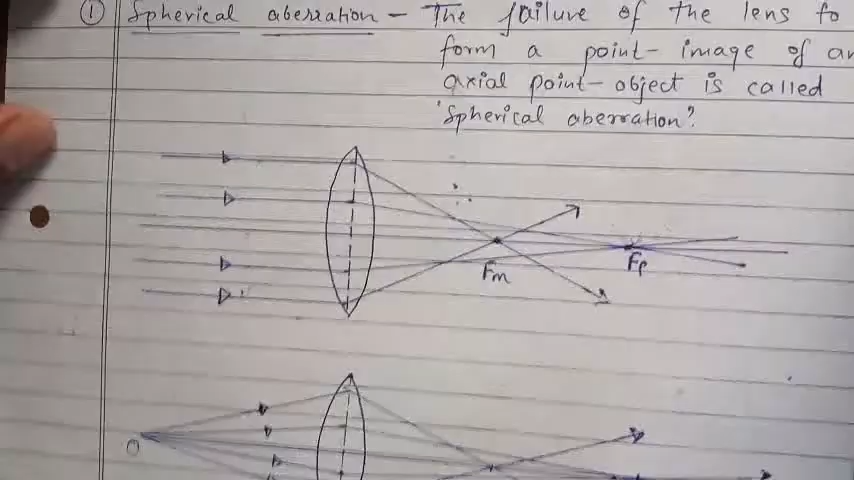 ① Spherical aberration - The failure of the lens to
form a point-image of an
axial point-object is called
'Spherical aberration'.
Fm
Fp
O